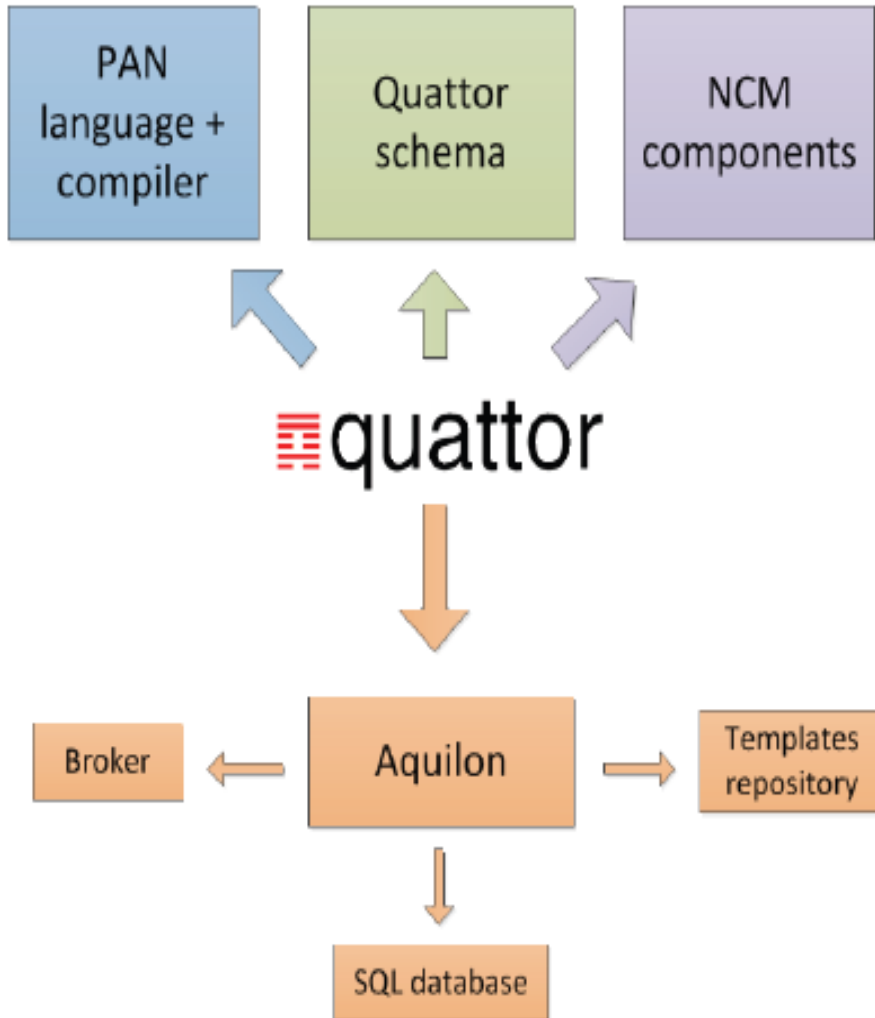 PAN
language +
compiler
Quattor
schema
NCM
components
quattor
Broker
Aquilon
Templates
repository
SQL database